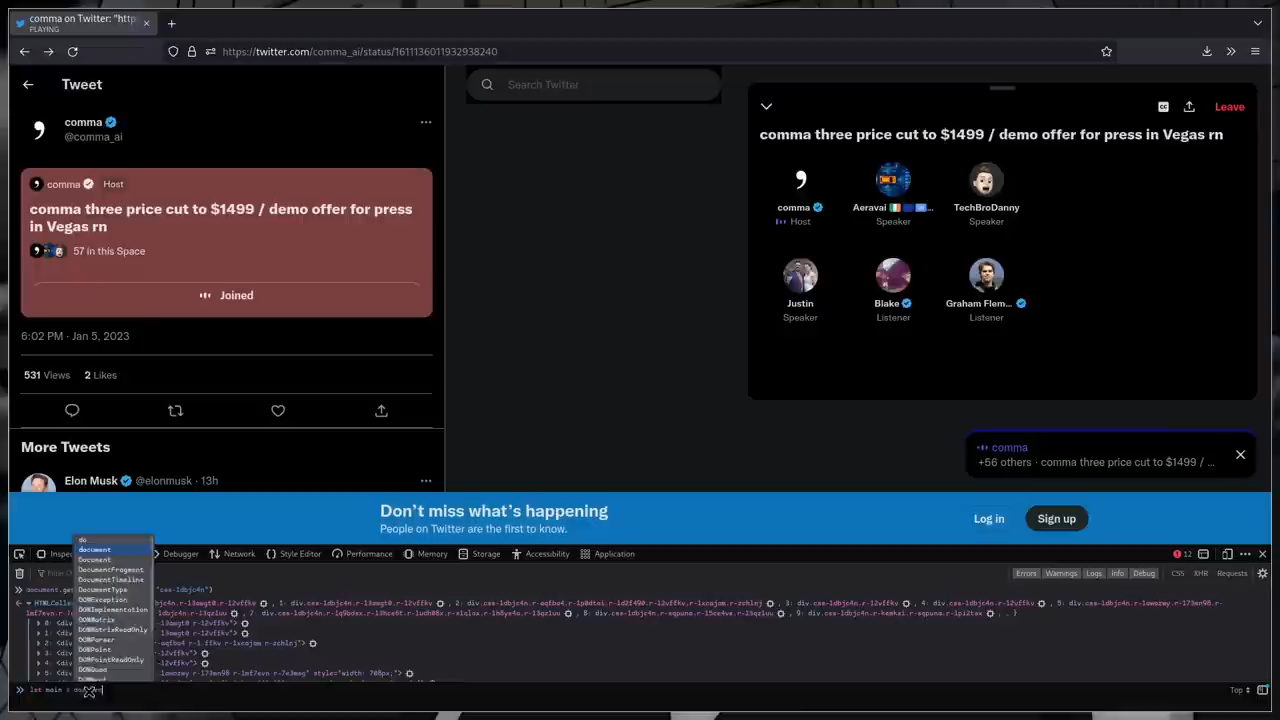 comma on Twitter: "http
PLAYING
https://twitter.com/comma_ai/status/1611136011932938240
Tweet
comma
@comma_ai
comma Host
comma three price cut to $1499 / demo offer for press
in Vegas rn
57 in this Space
Joined
6:02 PM · Jan 5, 2023
531 Views 2 Likes
More Tweets
Elon Musk @elonmusk · 13h
Search Twitter
Leave
comma three price cut to $1499 / demo offer for press in Vegas rn
comma
Host
Aeravai
Speaker
TechBroDanny
Speaker
Justin
Speaker
Blake
Listener
Graham Flem...
Listener
comma
+56 others · comma three price cut to $1499 / ...
Don't miss what's happening
People on Twitter are the first to know.
Log in
Sign up
Inspe
Debugger
Network
Style Editor
Performance
Memory
Storage
Accessibility
Application
12
Errors Warnings Logs Info Debug CSS XHR Requests
do
document
Document
DocumentFragment
DocumentTimeline
DocumentType
DOMException
DOMImplementation
DOMMatrix
DOMMatrixReadOnly
DOMParser
DOMPoint
DOMPointReadOnly
DOMQuad
Top